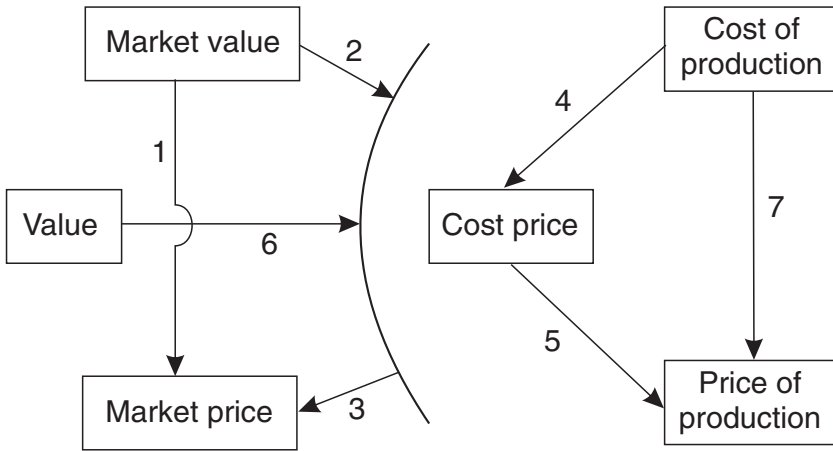 Market value
2
Cost of
production
4
1
Value
6
Cost price
7
5
Market price
3
Price of
production